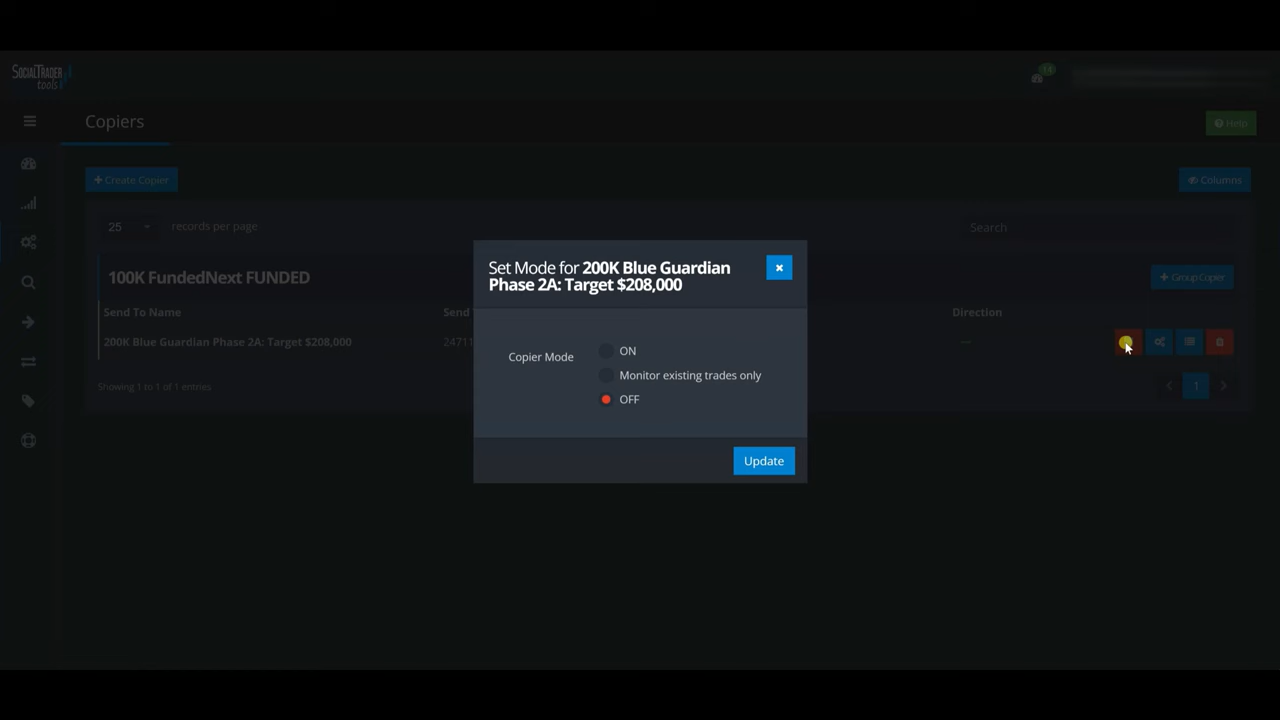 SOCIALTRADER
tools
14
Copiers
Help
+ Create Copier
Columns
25
records per page
Search
100K FundedNext FUNDED
+ Group Copier
Send To Name
Send
Direction
200K Blue Guardian Phase 2A: Target $208,000
24711
---
Showing 1 to 1 of 1 entries
1
Set Mode for 200K Blue Guardian
Phase 2A: Target $208,000
Copier Mode
ON
Monitor existing trades only
OFF
Update